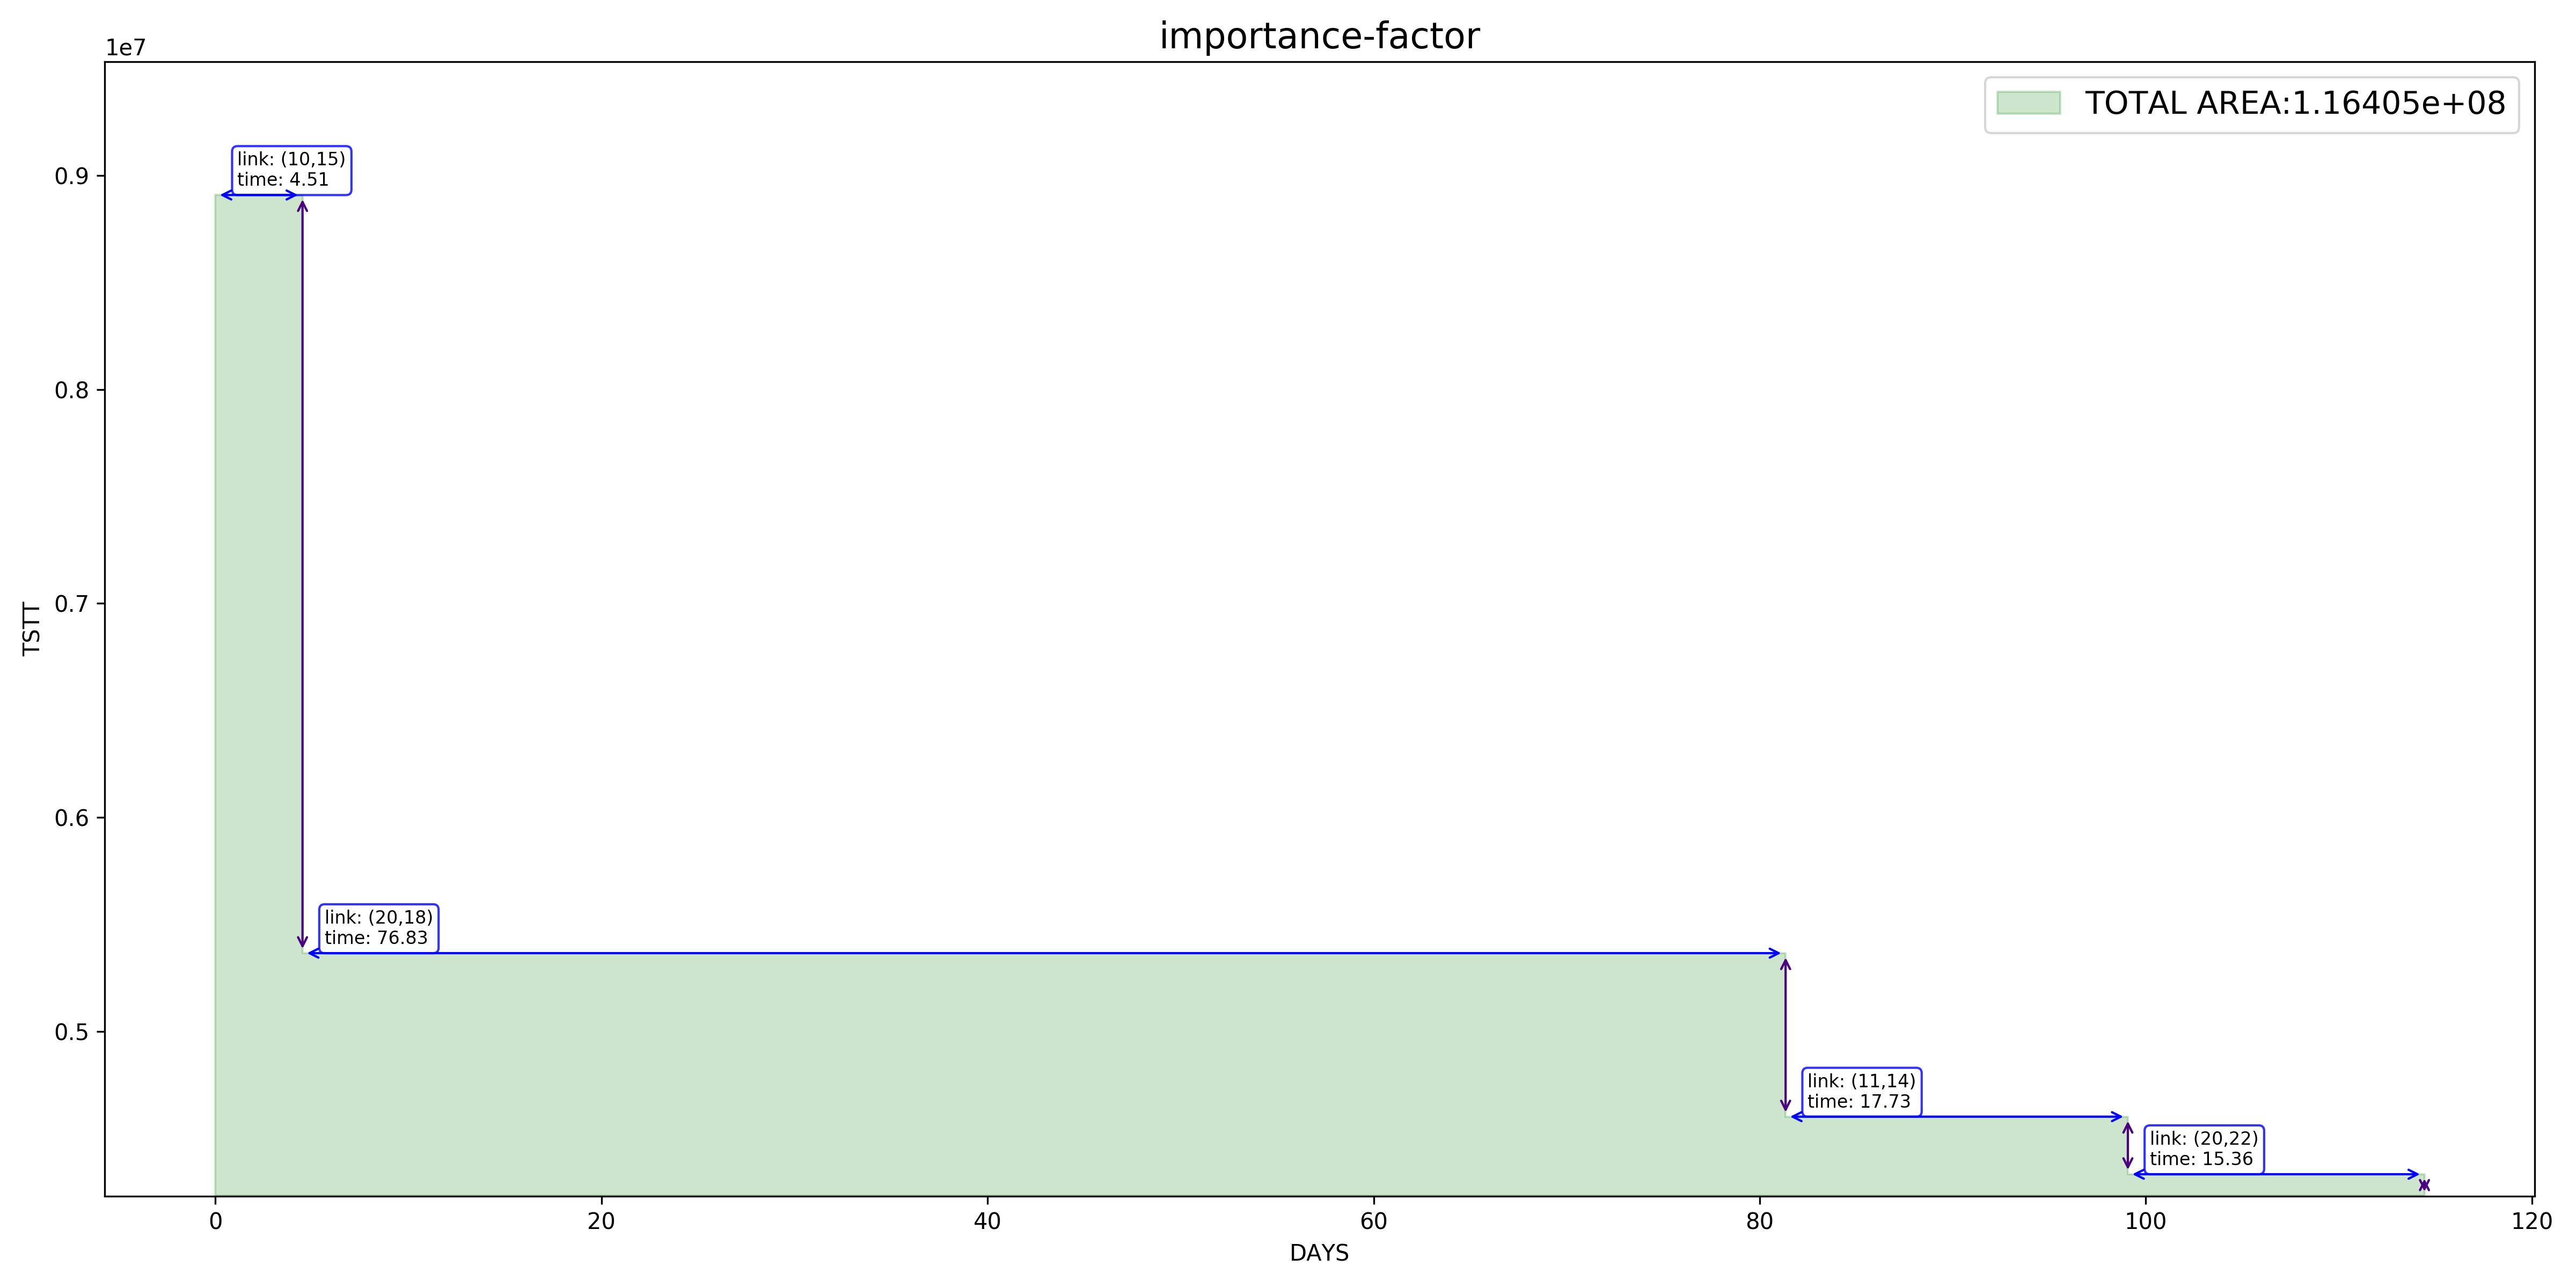 importance-factor
1e7
TOTAL AREA:1.16405e+08
link: (10,15)
time: 4.51
0.9
0.8
0.7
0.6
0.5
TSTT
link: (20,18)
time: 76.83
link: (11,14)
time: 17.73
link: (20,22)
time: 15.36
0
20
40
60
80
100
120
DAYS